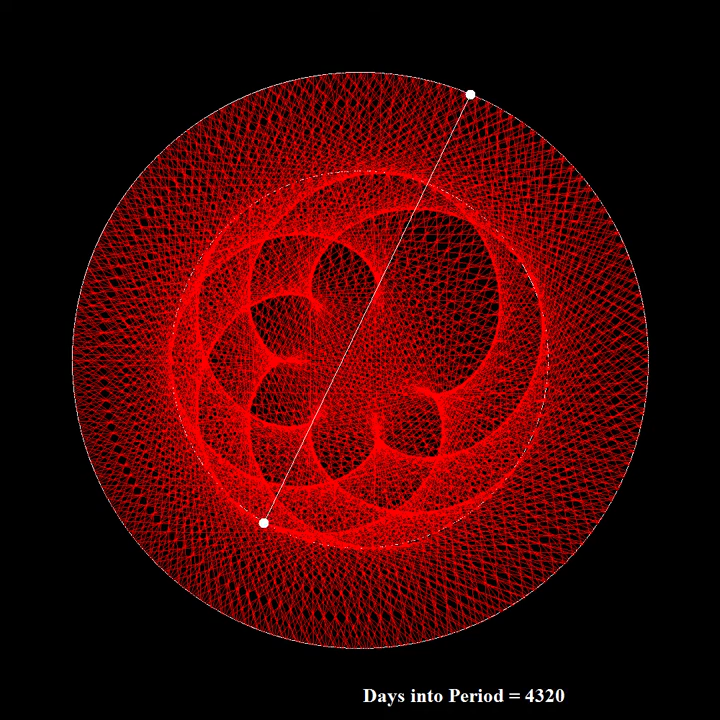 Days into Period = 4320